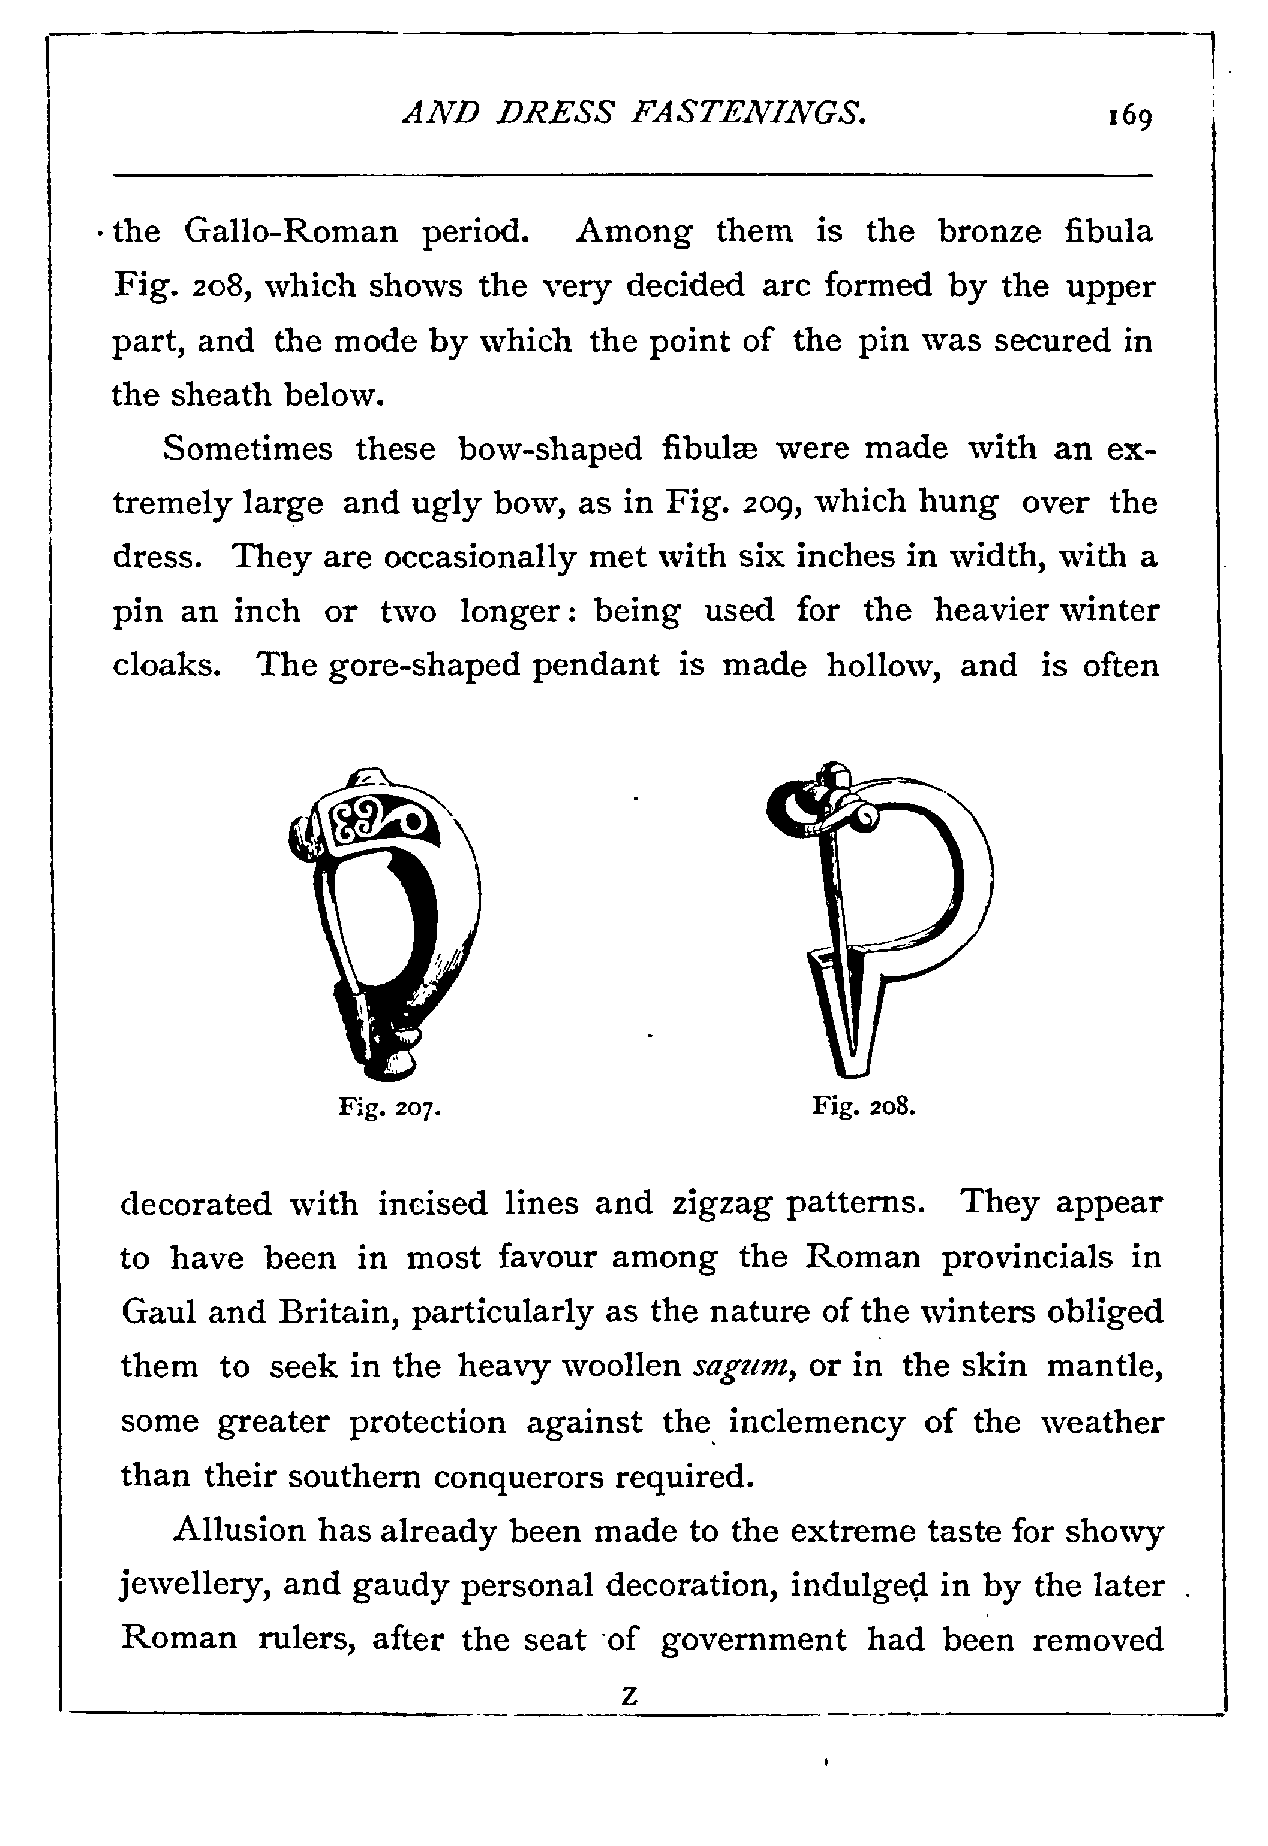 AND DRESS FASTENINGS. 169
the Gallo-Roman period. Among them is the bronze fibula
Fig. 208, which shows the very decided arc formed by the upper
part, and the mode by which the point of the pin was secured in
the sheath below.
Sometimes these bow-shaped fibulæ were made with an ex-
tremely large and ugly bow, as in Fig. 209, which hung over the
dress. They are occasionally met with six inches in width, with a
pin an inch or two longer: being used for the heavier winter
cloaks. The gore-shaped pendant is made hollow, and is often
Fig. 207. Fig. 208.
decorated with incised lines and zigzag patterns. They appear
to have been in most favour among the Roman provincials in
Gaul and Britain, particularly as the nature of the winters obliged
them to seek in the heavy woollen sagum, or in the skin mantle,
some greater protection against the inclemency of the weather
than their southern conquerors required.
Allusion has already been made to the extreme taste for showy
jewellery, and gaudy personal decoration, indulged in by the later
Roman rulers, after the seat of government had been removed
Z